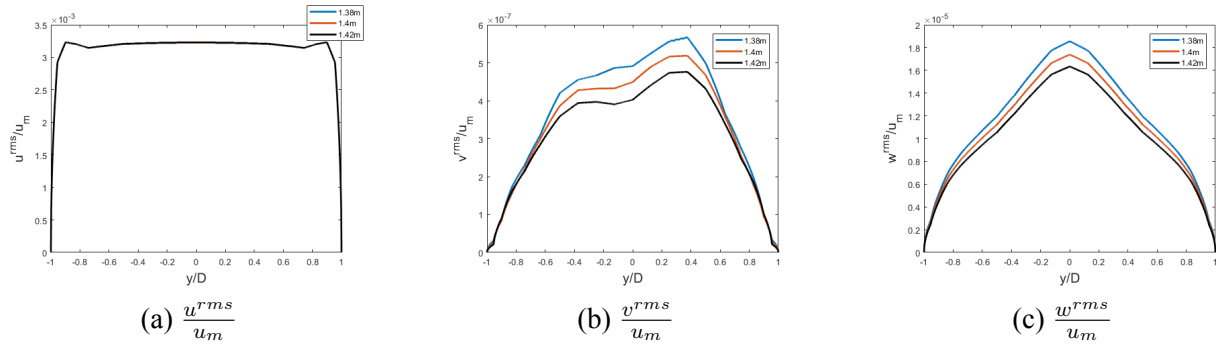 ×10⁻³
3.5
3
2.5
2
1.5
1
0.5
0
-1 -0.8 -0.6 -0.4 -0.2 0 0.2 0.4 0.6 0.8 1
u^rms/u_m
y/D
1.38m
1.4m
1.42m
(a) u^rms/u_m
×10⁻⁷
6
5
4
3
2
1
0
-1 -0.8 -0.6 -0.4 -0.2 0 0.2 0.4 0.6 0.8 1
v^rms/u_m
y/D
1.38m
1.4m
1.42m
(b) v^rms/u_m
×10⁻⁵
2
1.8
1.6
1.4
1.2
1
0.8
0.6
0.4
0.2
0
-1 -0.8 -0.6 -0.4 -0.2 0 0.2 0.4 0.6 0.8 1
w^rms/u_m
y/D
1.38m
1.4m
1.42m
(c) w^rms/u_m